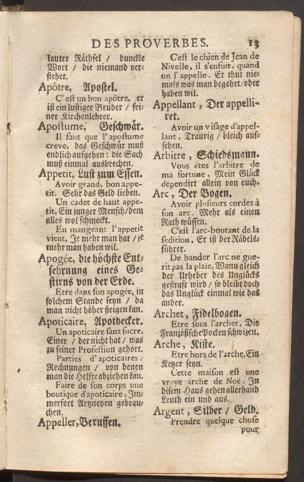 DES PROVERBES. 13
lauter Räthsel / dunckle
Wort / die niemand ver-
stehet.
Apôtre, Apostel.
C'est un bon apôtre, er
ist ein lustiger Bruder / fei-
ner Kirchenlehrer.
Apostume, Geschwär.
Il faut que l'apostume
creve. das Geschwär muß
endlich aufgehen: die Sach
muß einmal ausbrechen.
Appetit, Lust zum Essen.
Avoir grand. bon appe-
tit. Sehr das Geld lieben.
Un cadet de haut appe-
tit. Ein junger Mensch / dem
alles wol schmeckt.
En mangeant l'appetit
vient, Je mehr man hat / je
mehr man haben wil.
Apogée, die höchste Ent-
fehrnung eines Ge-
stirns von der Erde.
Etre dans son apogée, in
solchem Stande seyn / da
man nicht höher steigen kan.
Apoticaire, Apothecker.
Un apoticaire sans sucre.
Einer / der nicht hat / was
zu seiner Profession gehört.
Parties d'apoticaire:
Rechnungen / von denen
man die Helfte abziehen kan.
Faire de son corps une
boutique d'apoticaire, Im-
merfort Artzneyen gebrau-
chen.
Appeller, Beruffen.
C'est le chien de Jean de
Nivelle, il s'enfuit. quand
on l'appelle. Er thut nie-
mals was man begehrt / oder
haben wil.
Appellant, Der appelli-
ret.
Avoir un visage d'appel-
lant. Traurig / bleich aus-
sehen.
Arbitre, Schiedsmann.
Vous êtes l'arbitre de
ma fortune. Mein Glück
dependirt allein von euch.
Arc, Der Bogen.
Avoir plusieurs cordes à
son arc. Mehr als einen
Rath wissen.
C'est l'arc-boutant de la
sedition, Er ist der Rädels-
führer.
De bander l'arc ne gue-
rit pas la plaie. Wann gleich
der Urheber des Unglücks
gestraft wird / so bleibt doch
das Unglück einmal wie das
ander.
Archet, Fidelbogen.
Etre sous l'archet, Die
Frantzösische Pocken schwitzen.
Arche, Kiste.
Etre hors de l'arche, Ein
Ketzer seyn.
Cette maison est une
vraye arche de Noé. In
disem Haus gehen allerhand
Leuth ein und aus.
Argent, Silber / Geld.
Prendre quelque chose
pour